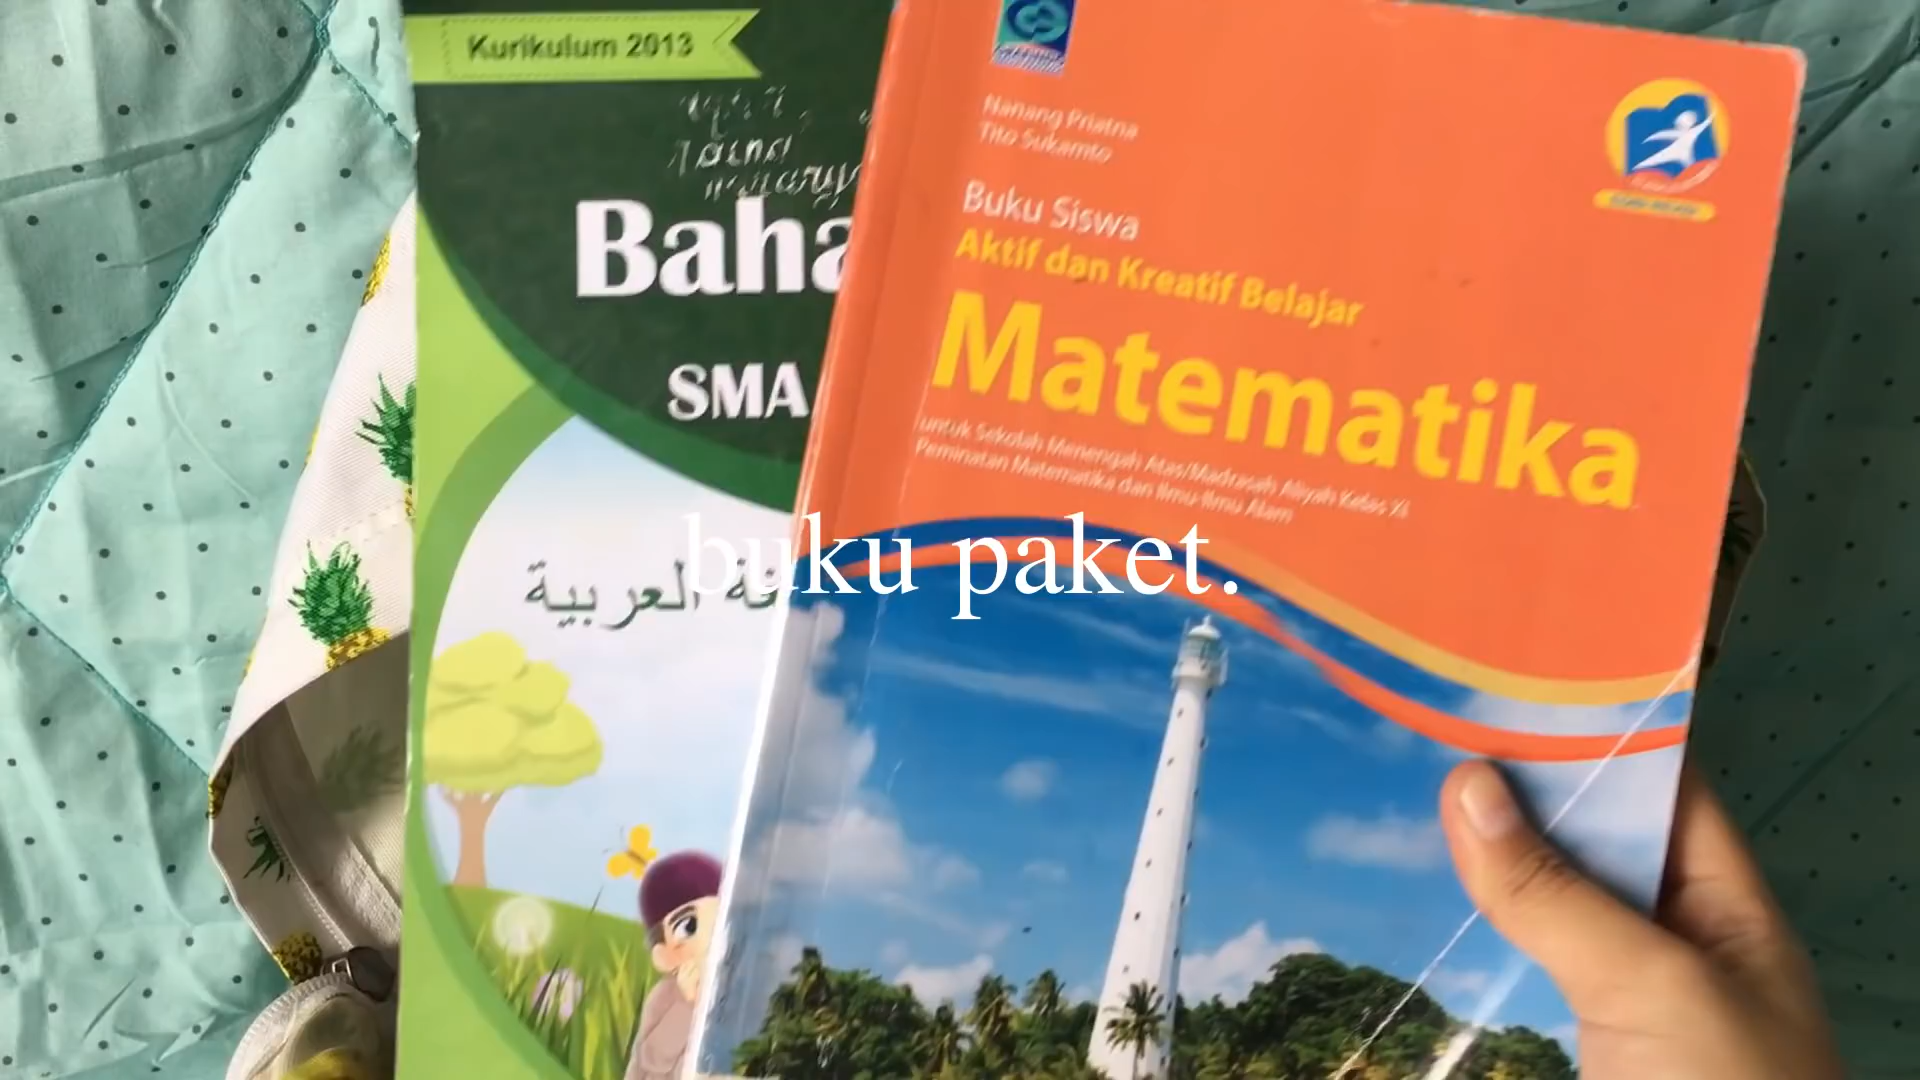 Kurikulum 2013
Baha
SMA
العربية
Nanang Priatna
Tito Sukamto
Buku Siswa
Aktif dan Kreatif Belajar
Matematika
untuk Sekolah Menengah Atas/Madrasah Aliyah Kelas XI
Peminatan Matematika dan Ilmu-Ilmu Alam
buku paket.